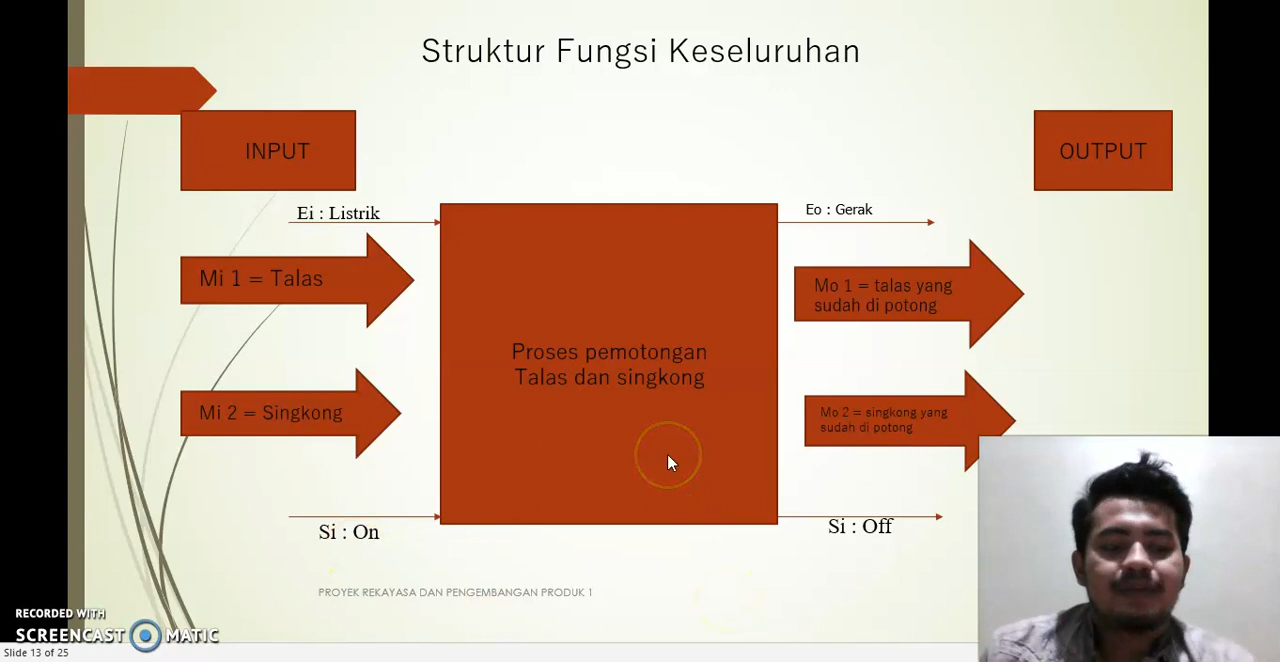 Struktur Fungsi Keseluruhan
INPUT
OUTPUT
Ei : Listrik
Eo : Gerak
Mi 1 = Talas
Mo 1 = talas yang
sudah di potong
Proses pemotongan
Talas dan singkong
Mi 2 = Singkong
Mo 2 = singkong yang
sudah di potong
Si : On
Si : Off
PROYEK REKAYASA DAN PENGEMBANGAN PRODUK 1
RECORDED WITH
SCREENCAST MATIC
Slide 13 of 25